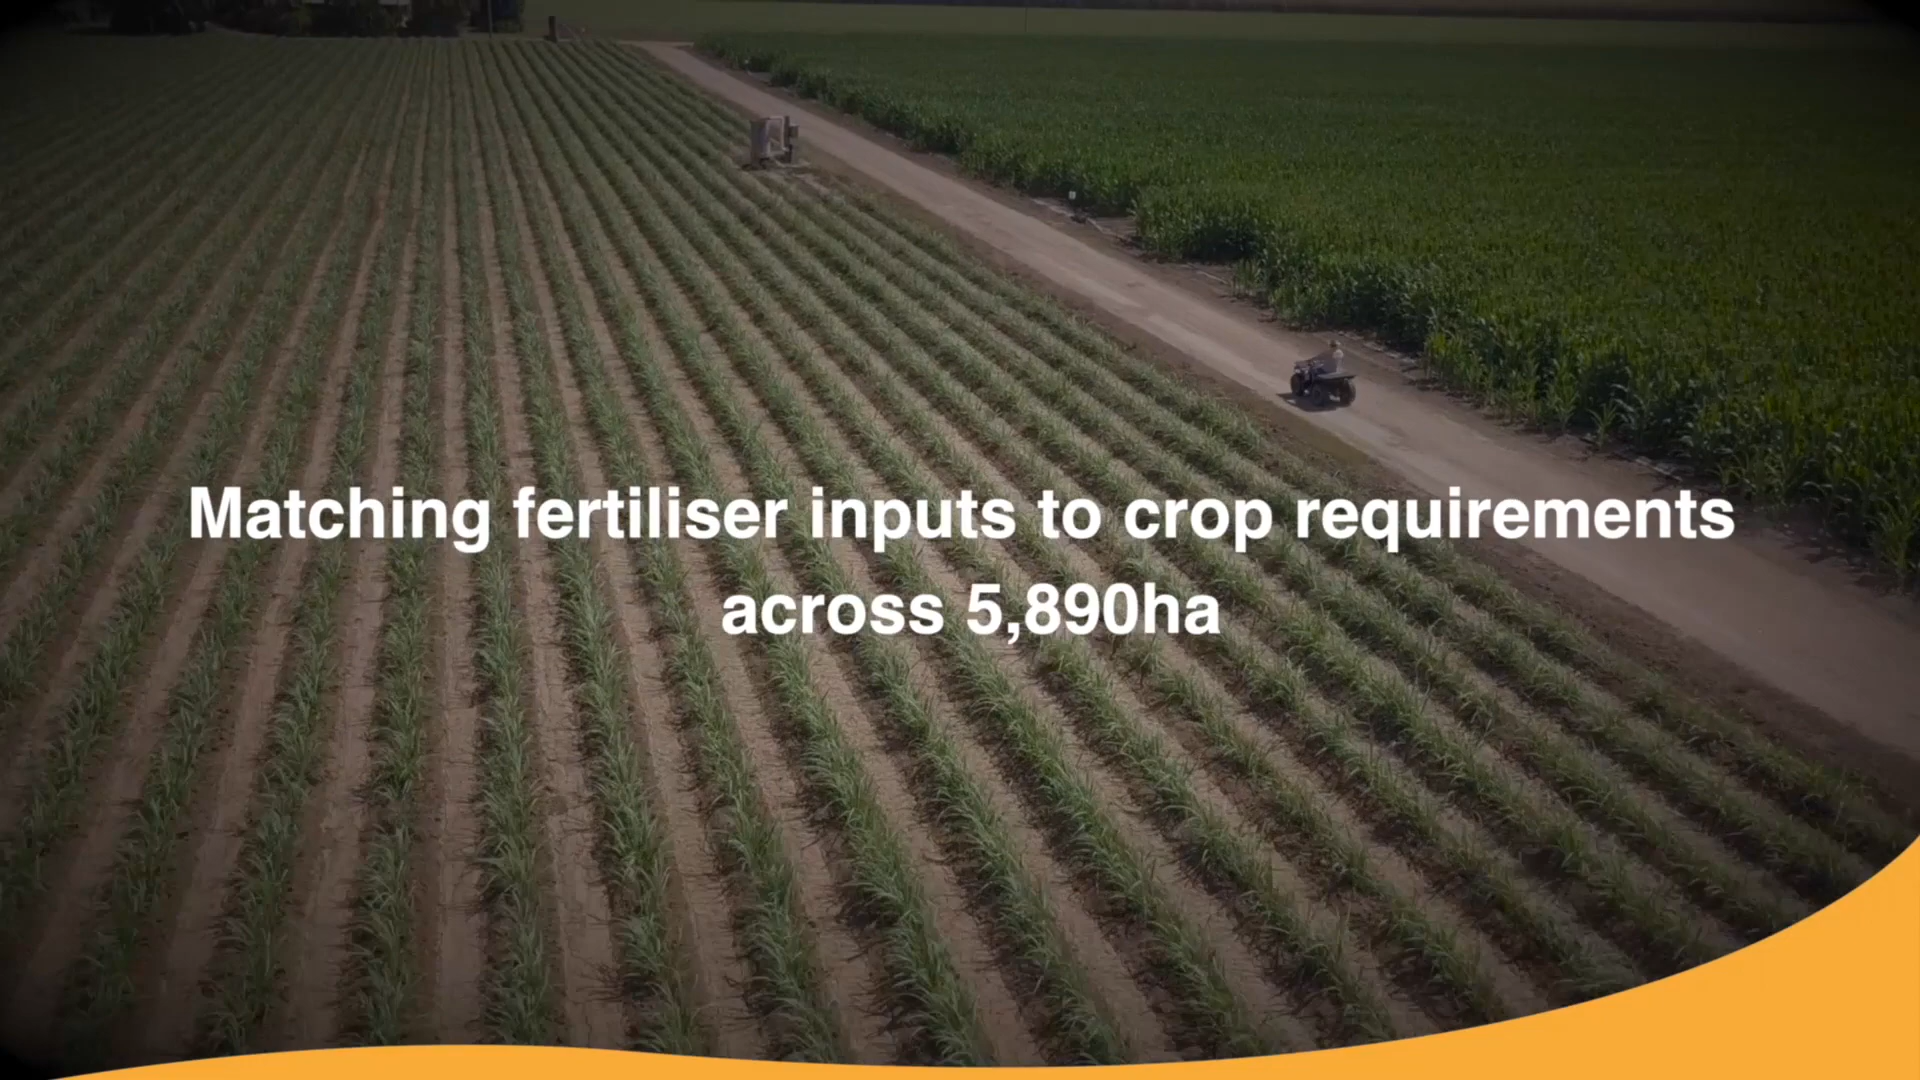 Matching fertiliser inputs to crop requirements
across 5,890ha